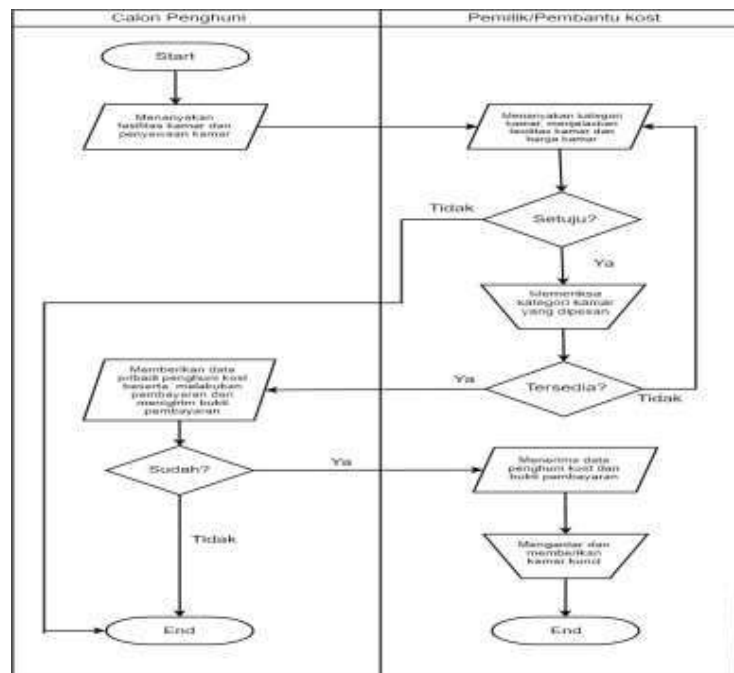 Calon Penghuni
Pemilik/Pembantu kost
Start
Menanyakan
fasilitas kamar dan
penyewaan kamar
Menanyakan kategori
kamar, menjelaskan
fasilitas kamar dan
harga kamar
Tidak
Setuju?
Ya
Memeriksa
kategori kamar
yang dipesan
Memberikan data
pribadi penghuni kost
beserta melakukan
pembayaran dan
mengirim bukti
pembayaran
Ya
Tersedia?
Tidak
Sudah?
Ya
Menerima data
penghuni kost dan
bukti pembayaran
Tidak
Mengantar dan
memberikan
kamar kunci
End
End